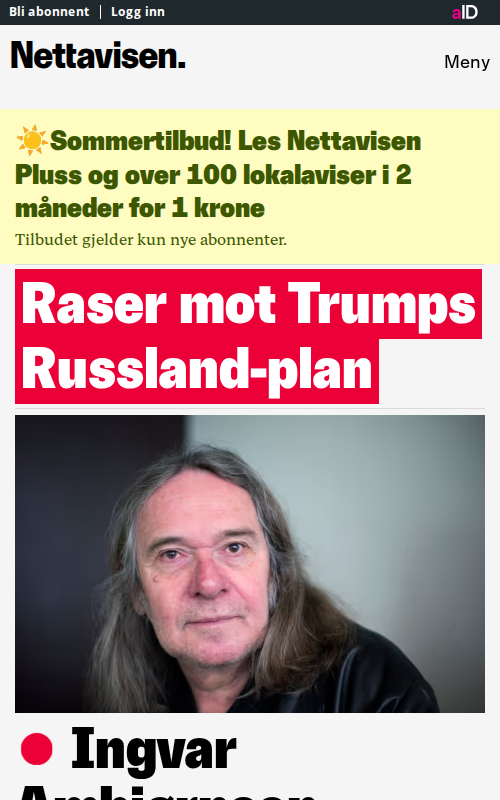 Bli abonnent | Logg inn
aID
Nettavisen.
Meny
☀️Sommertilbud! Les Nettavisen
Pluss og over 100 lokalaviser i 2
måneder for 1 krone
Tilbudet gjelder kun nye abonnenter.
Raser mot Trumps
Russland-plan
Ingvar